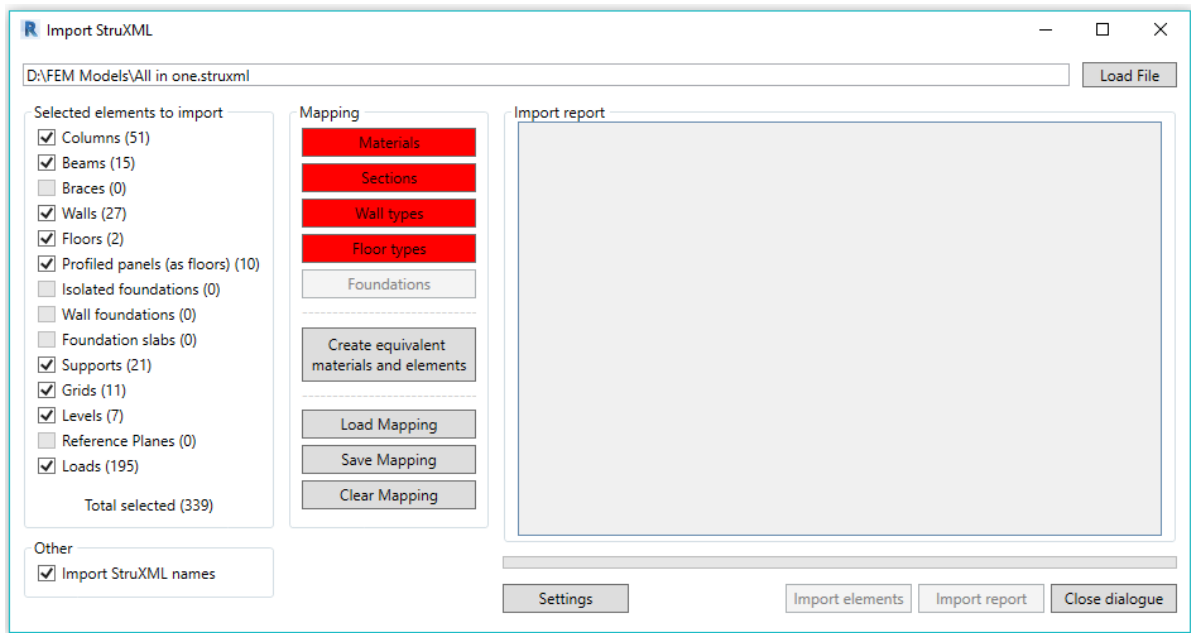 Import StruXML
D:\FEM Models\All in one.struxml
Load File
Selected elements to import
Columns (51)
Beams (15)
Braces (0)
Walls (27)
Floors (2)
Profiled panels (as floors) (10)
Isolated foundations (0)
Wall foundations (0)
Foundation slabs (0)
Supports (21)
Grids (11)
Levels (7)
Reference Planes (0)
Loads (195)
Total selected (339)
Other
Import StruXML names
Mapping
Materials
Sections
Wall types
Floor types
Foundations
Create equivalent
materials and elements
Load Mapping
Save Mapping
Clear Mapping
Import report
Settings
Import elements
Import report
Close dialogue